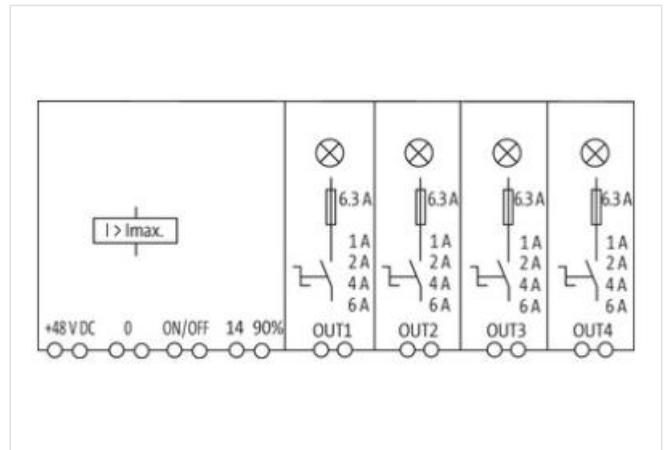 6.3 A 6.3 A 6.3 A 6.3 A
I > Imax.
1 A 1 A 1 A 1 A
2 A 2 A 2 A 2 A
4 A 4 A 4 A 4 A
6 A 6 A 6 A 6 A
+48 V DC 0 ON/OFF 14 90% OUT1 OUT2 OUT3 OUT4